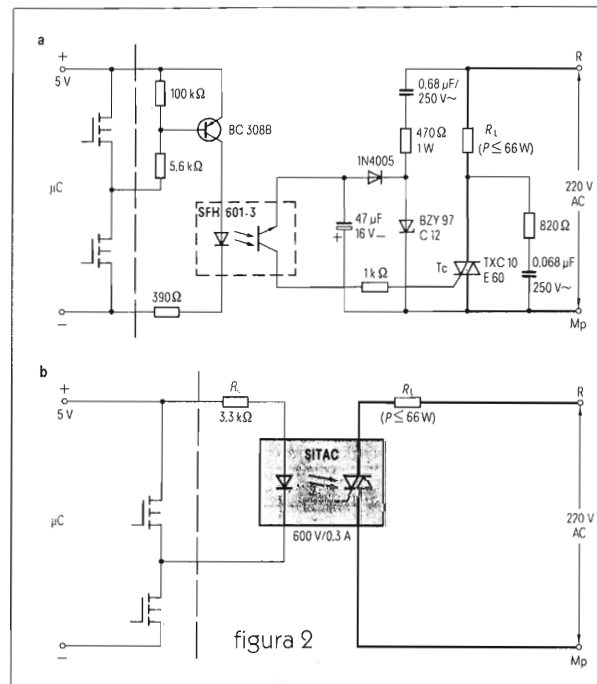 a
+
5 V
100 kΩ
BC 308B
5,6 kΩ
μC
SFH 601-3
390Ω
−
0,68 μF/
250 V~
470Ω
1 W
1N4005
47 μF
16 V−
+
BZY 97
C 12
1 kΩ
Tc
TXC 10
E 60
R
R_L
(P ≤ 66 W)
220 V
AC
820Ω
0,068 μF
250 V~
Mp
b
+
5 V
3.3 kΩ
μC
−
SITAC
600 V/0.3 A
R_L
(P ≤ 66 W)
R
220 V
AC
Mp
figura 2